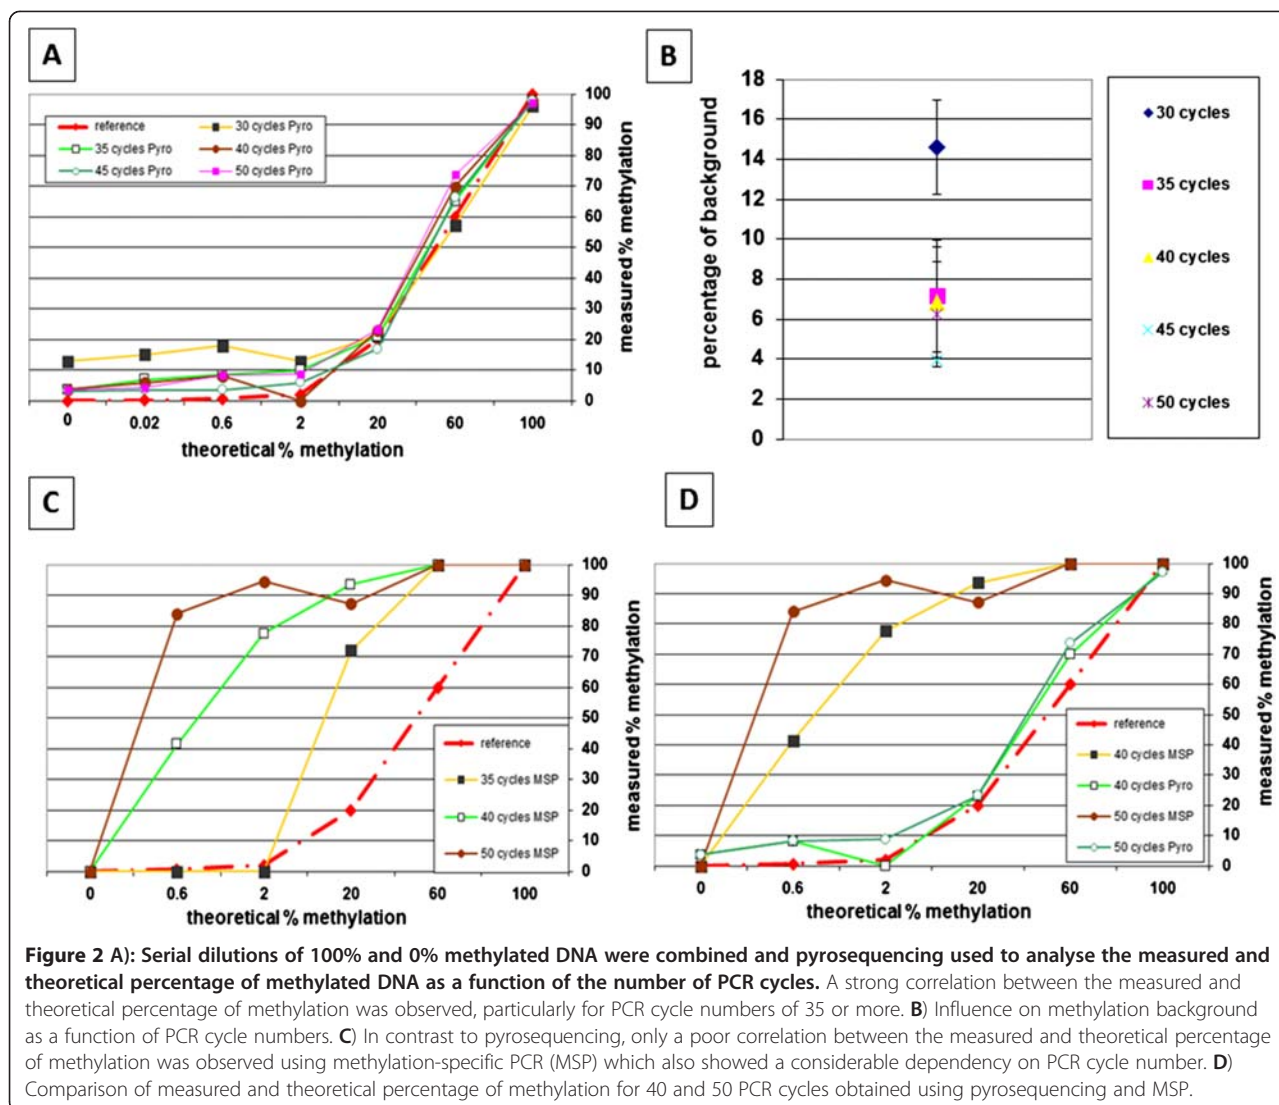 A
reference
30 cycles Pyro
35 cycles Pyro
40 cycles Pyro
45 cycles Pyro
50 cycles Pyro
100
90
80
70
60
50
40
30
20
10
0
measured % methylation
0 0.02 0.6 2 20 60 100
theoretical % methylation
B
18
16
14
12
10
8
6
4
2
0
percentage of background
30 cycles
35 cycles
40 cycles
45 cycles
50 cycles
C
100
90
80
70
60
50
40
30
20
10
0
measured % methylation
reference
35 cycles MSP
40 cycles MSP
50 cycles MSP
0 0.6 2 20 60 100
theoretical % methylation
D
100
90
80
70
60
50
40
30
20
10
0
measured % methylation
reference
40 cycles MSP
40 cycles Pyro
50 cycles MSP
50 cycles Pyro
0 0.6 2 20 60 100
theoretical % methylation
Figure 2 A): Serial dilutions of 100% and 0% methylated DNA were combined and pyrosequencing used to analyse the measured and
theoretical percentage of methylated DNA as a function of the number of PCR cycles. A strong correlation between the measured and
theoretical percentage of methylation was observed, particularly for PCR cycle numbers of 35 or more. B) Influence on methylation background
as a function of PCR cycle numbers. C) In contrast to pyrosequencing, only a poor correlation between the measured and theoretical percentage
of methylation was observed using methylation-specific PCR (MSP) which also showed a considerable dependency on PCR cycle number. D)
Comparison of measured and theoretical percentage of methylation for 40 and 50 PCR cycles obtained using pyrosequencing and MSP.